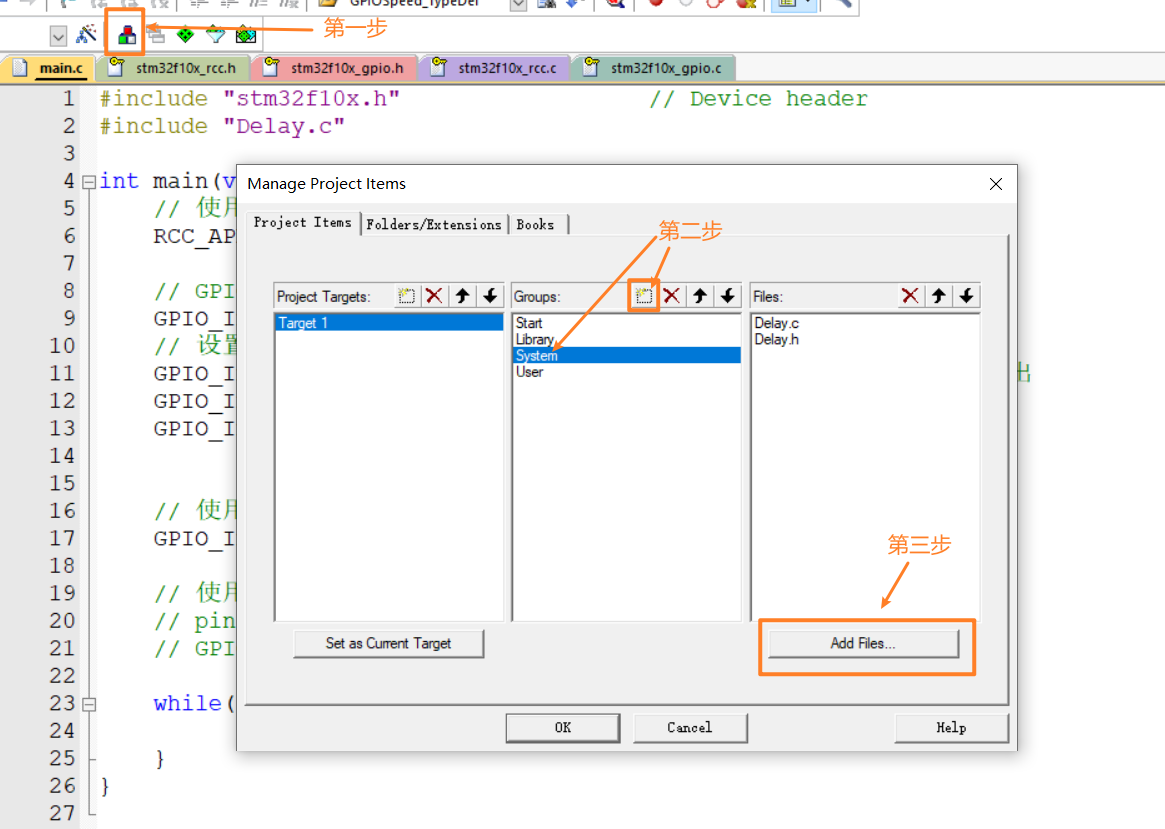 GPIOSpeed_TypeDef
第一步
main.c stm32f10x_rcc.h stm32f10x_gpio.h stm32f10x_rcc.c stm32f10x_gpio.c
1 #include "stm32f10x.h" // Device header
2 #include "Delay.c"
3
4 int main(v
5 // 使用
6 RCC_AP
7
8 // GPI
9 GPIO_I
10 // 设置
11 GPIO_I 出
12 GPIO_I
13 GPIO_I
14
15
16 // 使用
17 GPIO_I
18
19 // 使用
20 // pin
21 // GPI
22
23 while(
24
25 }
26 }
27
Manage Project Items
Project Items Folders/Extensions Books
第二步
Project Targets: Groups: Files:
Target 1
Start
Library
System
User
Delay.c
Delay.h
第三步
Set as Current Target
Add Files...
OK Cancel Help